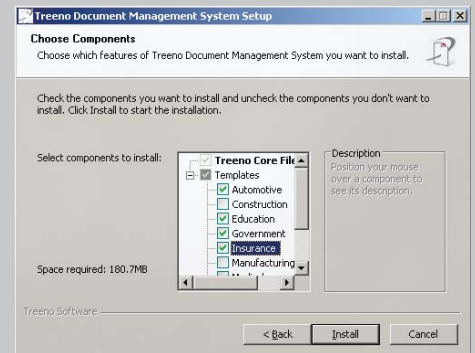 Treeno Document Management System Setup
Choose Components
Choose which features of Treeno Document Management System you want to install.
Check the components you want to install and uncheck the components you don't want to
install. Click Install to start the installation.
Select components to install:
Treeno Core File
Templates
Automotive
Construction
Education
Government
Insurance
Manufacturing
Description
Position your mouse
over a component to
see its description.
Space required: 180.7MB
Treeno Software
< Back
Install
Cancel